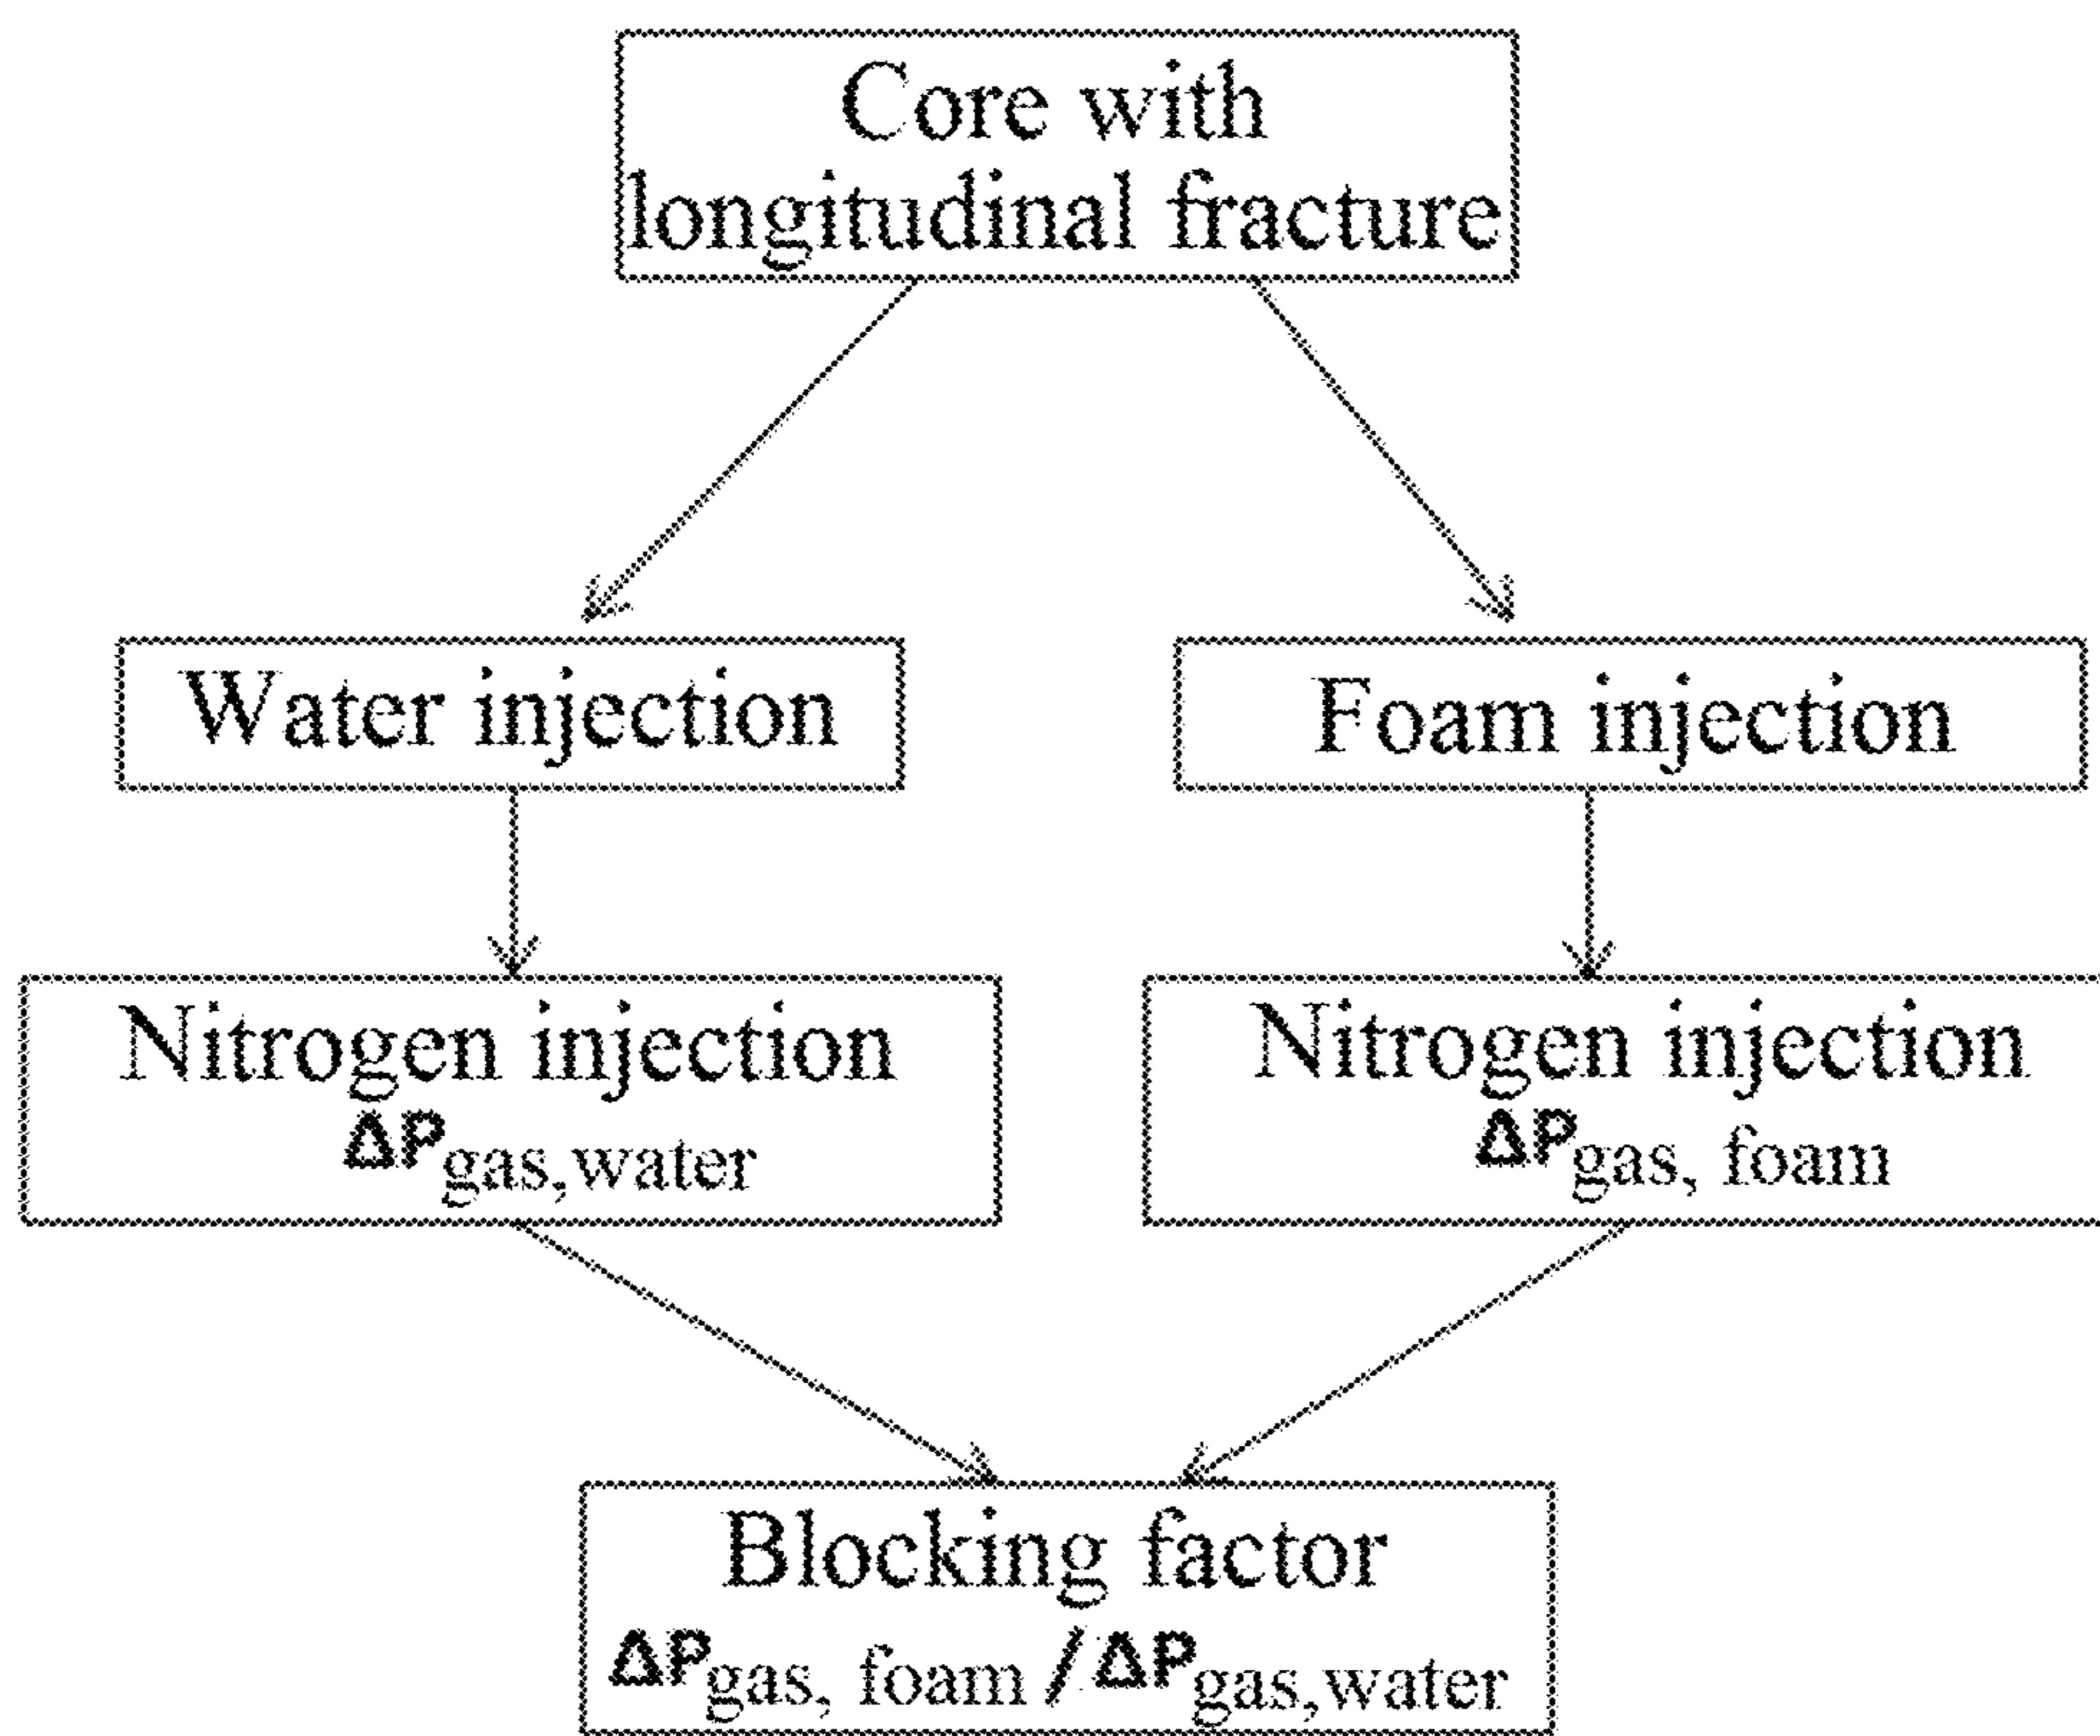 Core with
longitudinal fracture
Water injection
Foam injection
Nitrogen injection
ΔPgas,water
Nitrogen injection
ΔPgas, foam
Blocking factor
ΔPgas, foam /ΔPgas,water